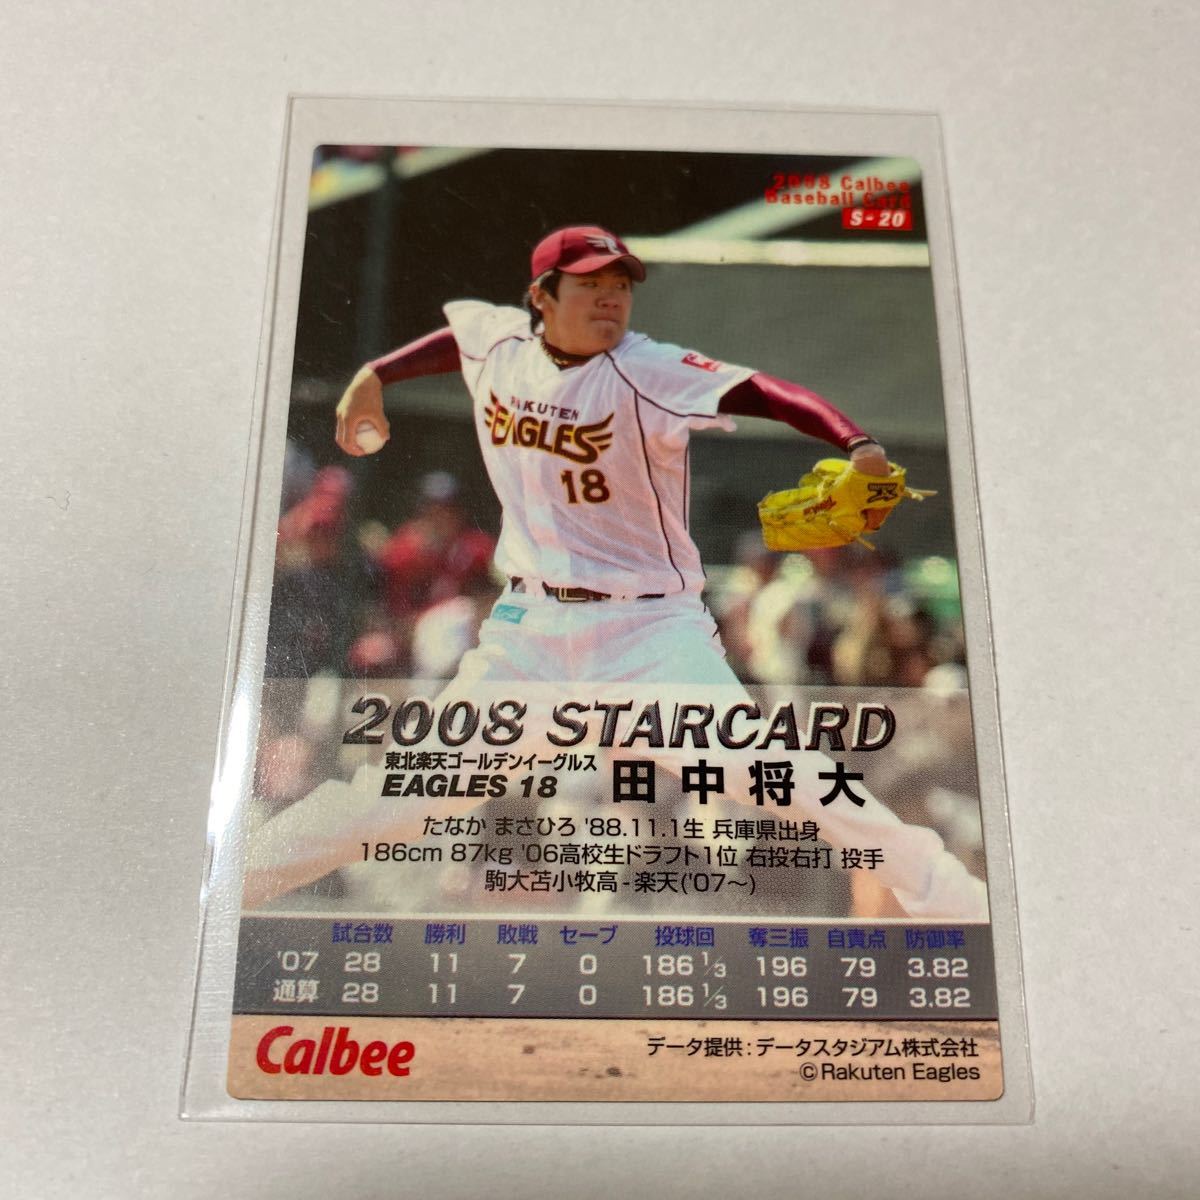 2008 Calbee
Baseball Card
S-20
RAKUTEN
EAGLES
18
2008 STARCARD
東北楽天ゴールデンイーグルス
EAGLES 18 田中将大
たなか まさひろ '88.11.1生 兵庫県出身
186cm 87kg '06高校生ドラフト1位 右投右打 投手
駒大苫小牧高-楽天('07〜)
試合数 勝利 敗戦 セーブ 投球回 奪三振 自責点 防御率
'07 28 11 7 0 186 1/3 196 79 3.82
通算 28 11 7 0 186 1/3 196 79 3.82
Calbee
データ提供：データスタジアム株式会社
©Rakuten Eagles